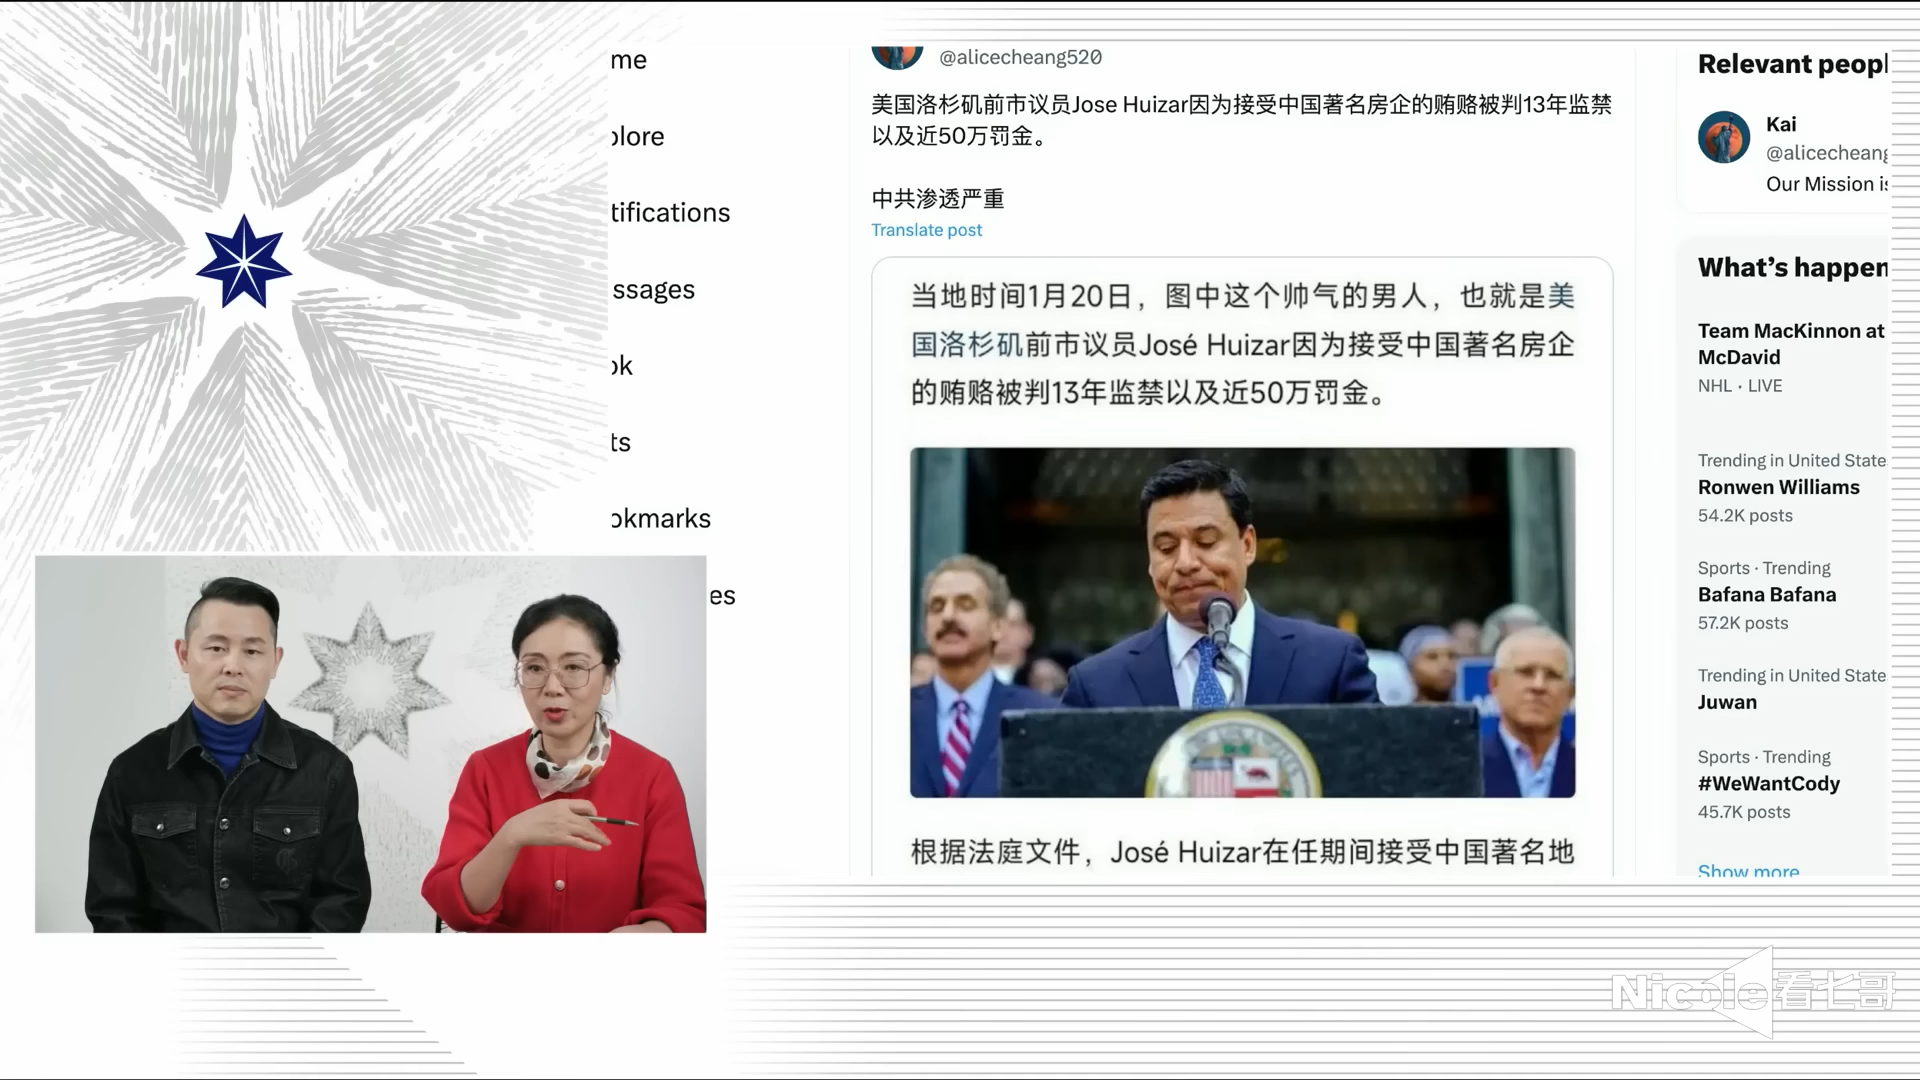 me
plore
tifications
ssages
ok
ts
okmarks
es
@alicecheang520
美国洛杉矶前市议员Jose Huizar因为接受中国著名房企的贿赂被判13年监禁
以及近50万罚金。
中共渗透严重
Translate post
当地时间1月20日，图中这个帅气的男人，也就是美
国洛杉矶前市议员José Huizar因为接受中国著名房企
的贿赂被判13年监禁以及近50万罚金。
根据法庭文件，José Huizar在任期间接受中国著名地
Relevant peopl
Kai
@alicecheang
Our Mission is
What's happen
Team MacKinnon at
McDavid
NHL · LIVE
Trending in United State
Ronwen Williams
54.2K posts
Sports · Trending
Bafana Bafana
57.2K posts
Trending in United State
Juwan
Sports · Trending
#WeWantCody
45.7K posts
Show more
Nicole看七哥